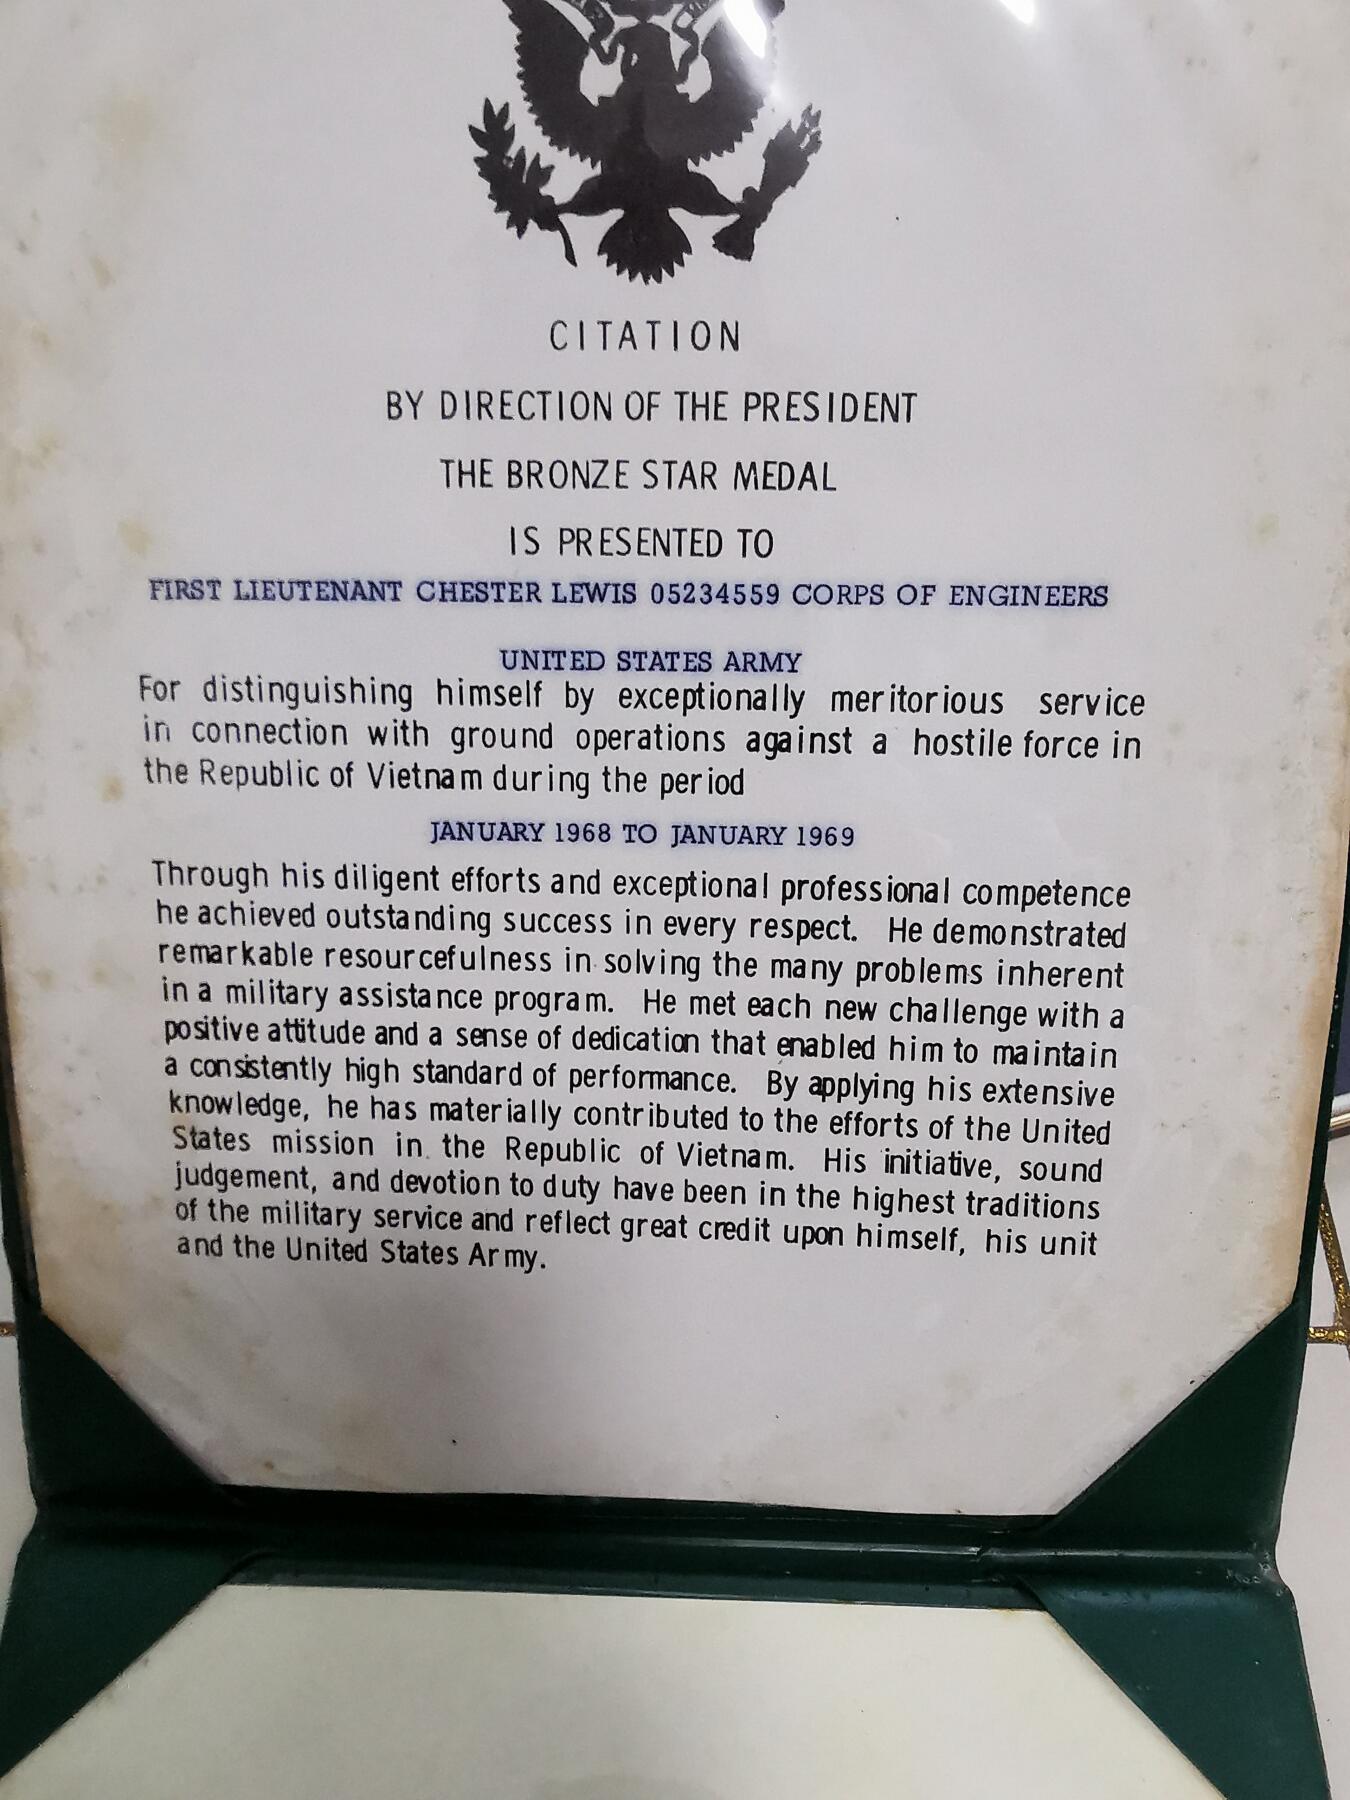 CITATION
BY DIRECTION OF THE PRESIDENT
THE BRONZE STAR MEDAL
IS PRESENTED TO
FIRST LIEUTENANT CHESTER LEWIS 05234559 CORPS OF ENGINEERS
UNITED STATES ARMY
For distinguishing himself by exceptionally meritorious service
in connection with ground operations against a hostile force in
the Republic of Vietnam during the period
JANUARY 1968 TO JANUARY 1969
Through his diligent efforts and exceptional professional competence
he achieved outstanding success in every respect. He demonstrated
remarkable resourcefulness in solving the many problems inherent
in a military assistance program. He met each new challenge with a
positive attitude and a sense of dedication that enabled him to maintain
a consistently high standard of performance. By applying his extensive
knowledge, he has materially contributed to the efforts of the United
States mission in the Republic of Vietnam. His initiative, sound
judgement, and devotion to duty have been in the highest traditions
of the military service and reflect great credit upon himself, his unit
and the United States Army.